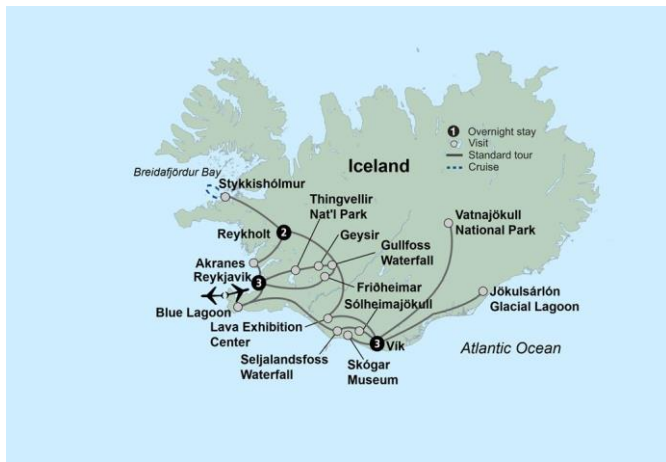 1 Overnight stay
Visit
Standard tour
Cruise
Iceland
Breidafjördur Bay
Stykkishólmur
Thingvellir
Nat'l Park
Vatnajökull
National Park
Reykholt
2
Geysir
Gullfoss
Waterfall
Akranes
Reykjavik
3
Friðheimar
Sólheimajökull
Jökulsárlón
Glacial Lagoon
Blue Lagoon
Lava Exhibition
Center
3
Vík
Atlantic Ocean
Seljalandsfoss
Waterfall
Skógar
Museum